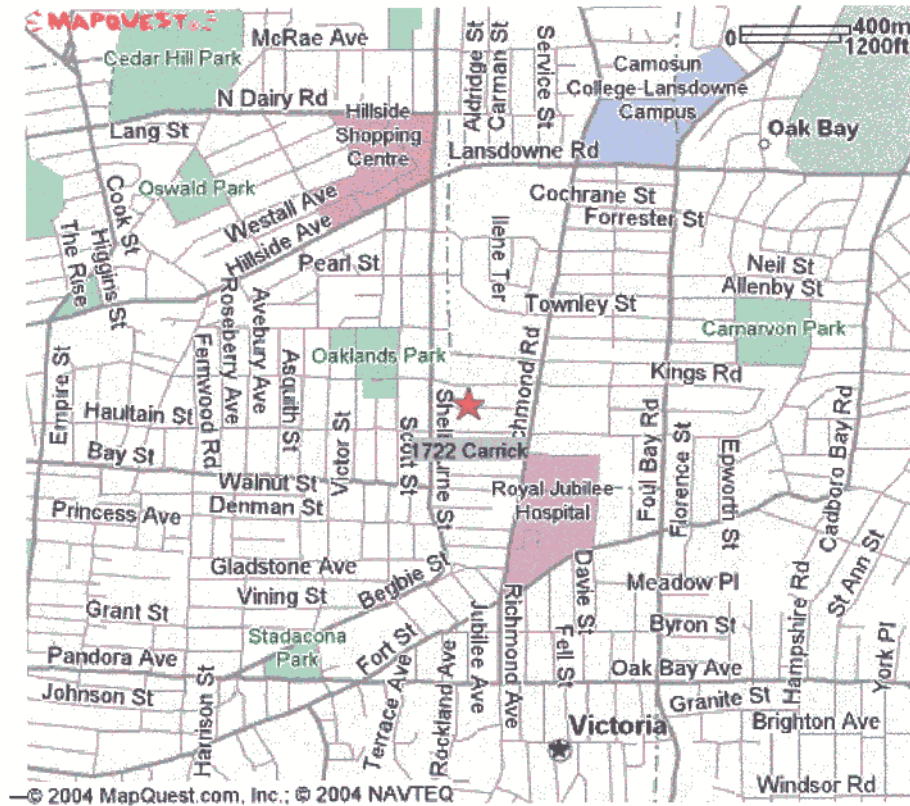 MAPQUEST
McRae Ave
Aldridge St
Carman St
Service St
0
400m
1200ft
Cedar Hill Park
Camosun
College-Lansdowne
Campus
N Dairy Rd
Lang St
Hillside
Shopping
Centre
Oak Bay
Lansdowne Rd
Oswald Park
Westall Ave
Hillside Ave
Cochrane St
Forrester St
Cook St
Higgins St
The Rise
Pearl St
Ilene Ter
Neil St
Allenby St
Townley St
Carnarvon Park
Roseberry Ave
Avebury Ave
Fernwood Rd
Asquith St
Oaklands Park
Kings Rd
Empire St
Haultain St
Bay St
Victor St
Scott St
1722 Carrick
Foul Bay Rd
Florence St
Epworth St
Cadboro Bay Rd
Walnut St
Denman St
Princess Ave
Royal Jubilee
Hospital
Gladstone Ave
Vining St
Begbie St
Grant St
Stadacona
Park
Fort St
Pandora Ave
Johnson St
Harrison St
Terrace Ave
Rockland Ave
Jubilee Ave
Richmond Ave
Davie St
Fell St
Meadow Pl
Byron St
Oak Bay Ave
Hampshire Rd
St Ann St
York Pl
Granite St
Brighton Ave
Victoria
Windsor Rd
© 2004 MapQuest.com, Inc.; © 2004 NAVTEQ